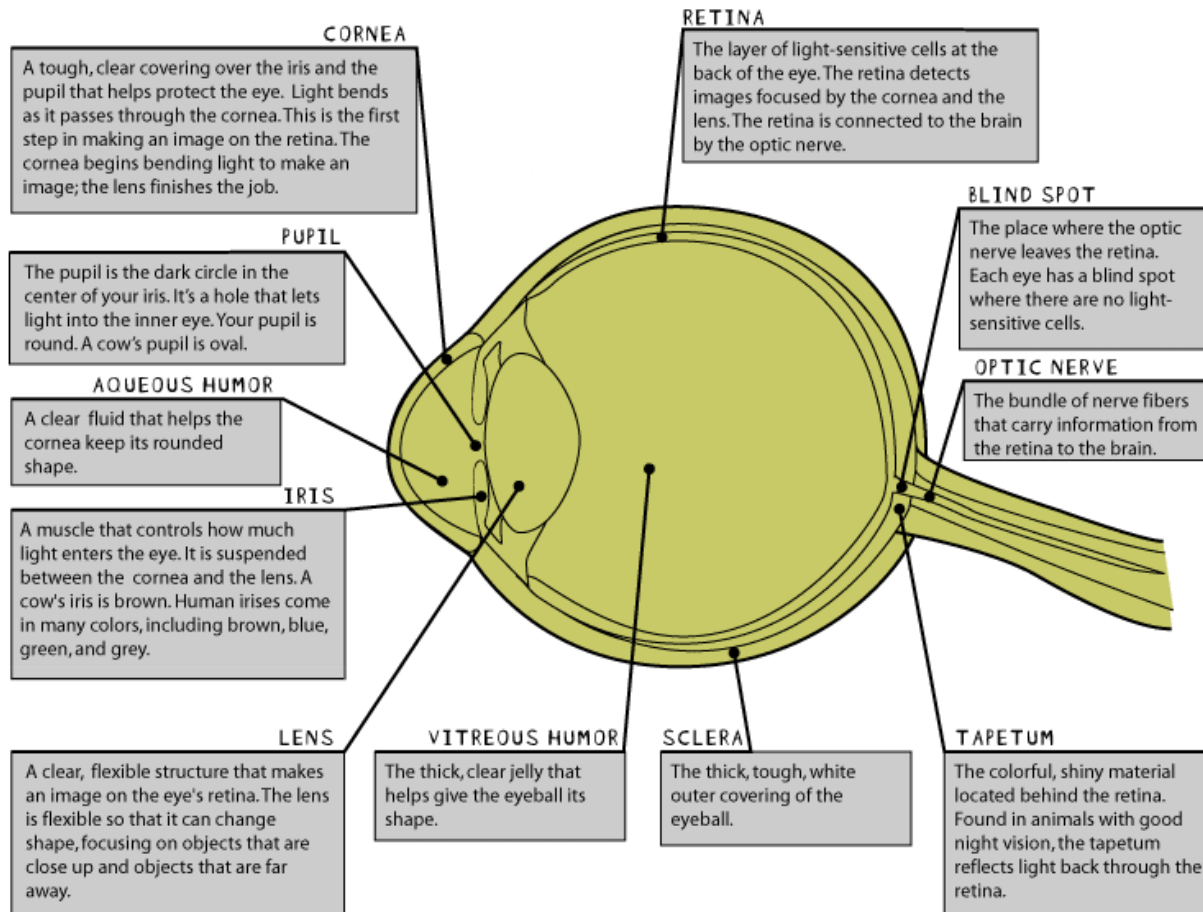 CORNEA
A tough, clear covering over the iris and the
pupil that helps protect the eye. Light bends
as it passes through the cornea. This is the first
step in making an image on the retina. The
cornea begins bending light to make an
image; the lens finishes the job.
PUPIL
The pupil is the dark circle in the
center of your iris. It's a hole that lets
light into the inner eye. Your pupil is
round. A cow's pupil is oval.
AQUEOUS HUMOR
A clear fluid that helps the
cornea keep its rounded
shape.
IRIS
A muscle that controls how much
light enters the eye. It is suspended
between the cornea and the lens. A
cow's iris is brown. Human irises come
in many colors, including brown, blue,
green, and grey.
LENS
A clear, flexible structure that makes
an image on the eye's retina. The lens
is flexible so that it can change
shape, focusing on objects that are
close up and objects that are far
away.
VITREOUS HUMOR
The thick, clear jelly that
helps give the eyeball its
shape.
SCLERA
The thick, tough, white
outer covering of the
eyeball.
RETINA
The layer of light-sensitive cells at the
back of the eye. The retina detects
images focused by the cornea and the
lens. The retina is connected to the brain
by the optic nerve.
BLIND SPOT
The place where the optic
nerve leaves the retina.
Each eye has a blind spot
where there are no light-
sensitive cells.
OPTIC NERVE
The bundle of nerve fibers
that carry information from
the retina to the brain.
TAPETUM
The colorful, shiny material
located behind the retina.
Found in animals with good
night vision, the tapetum
reflects light back through the
retina.